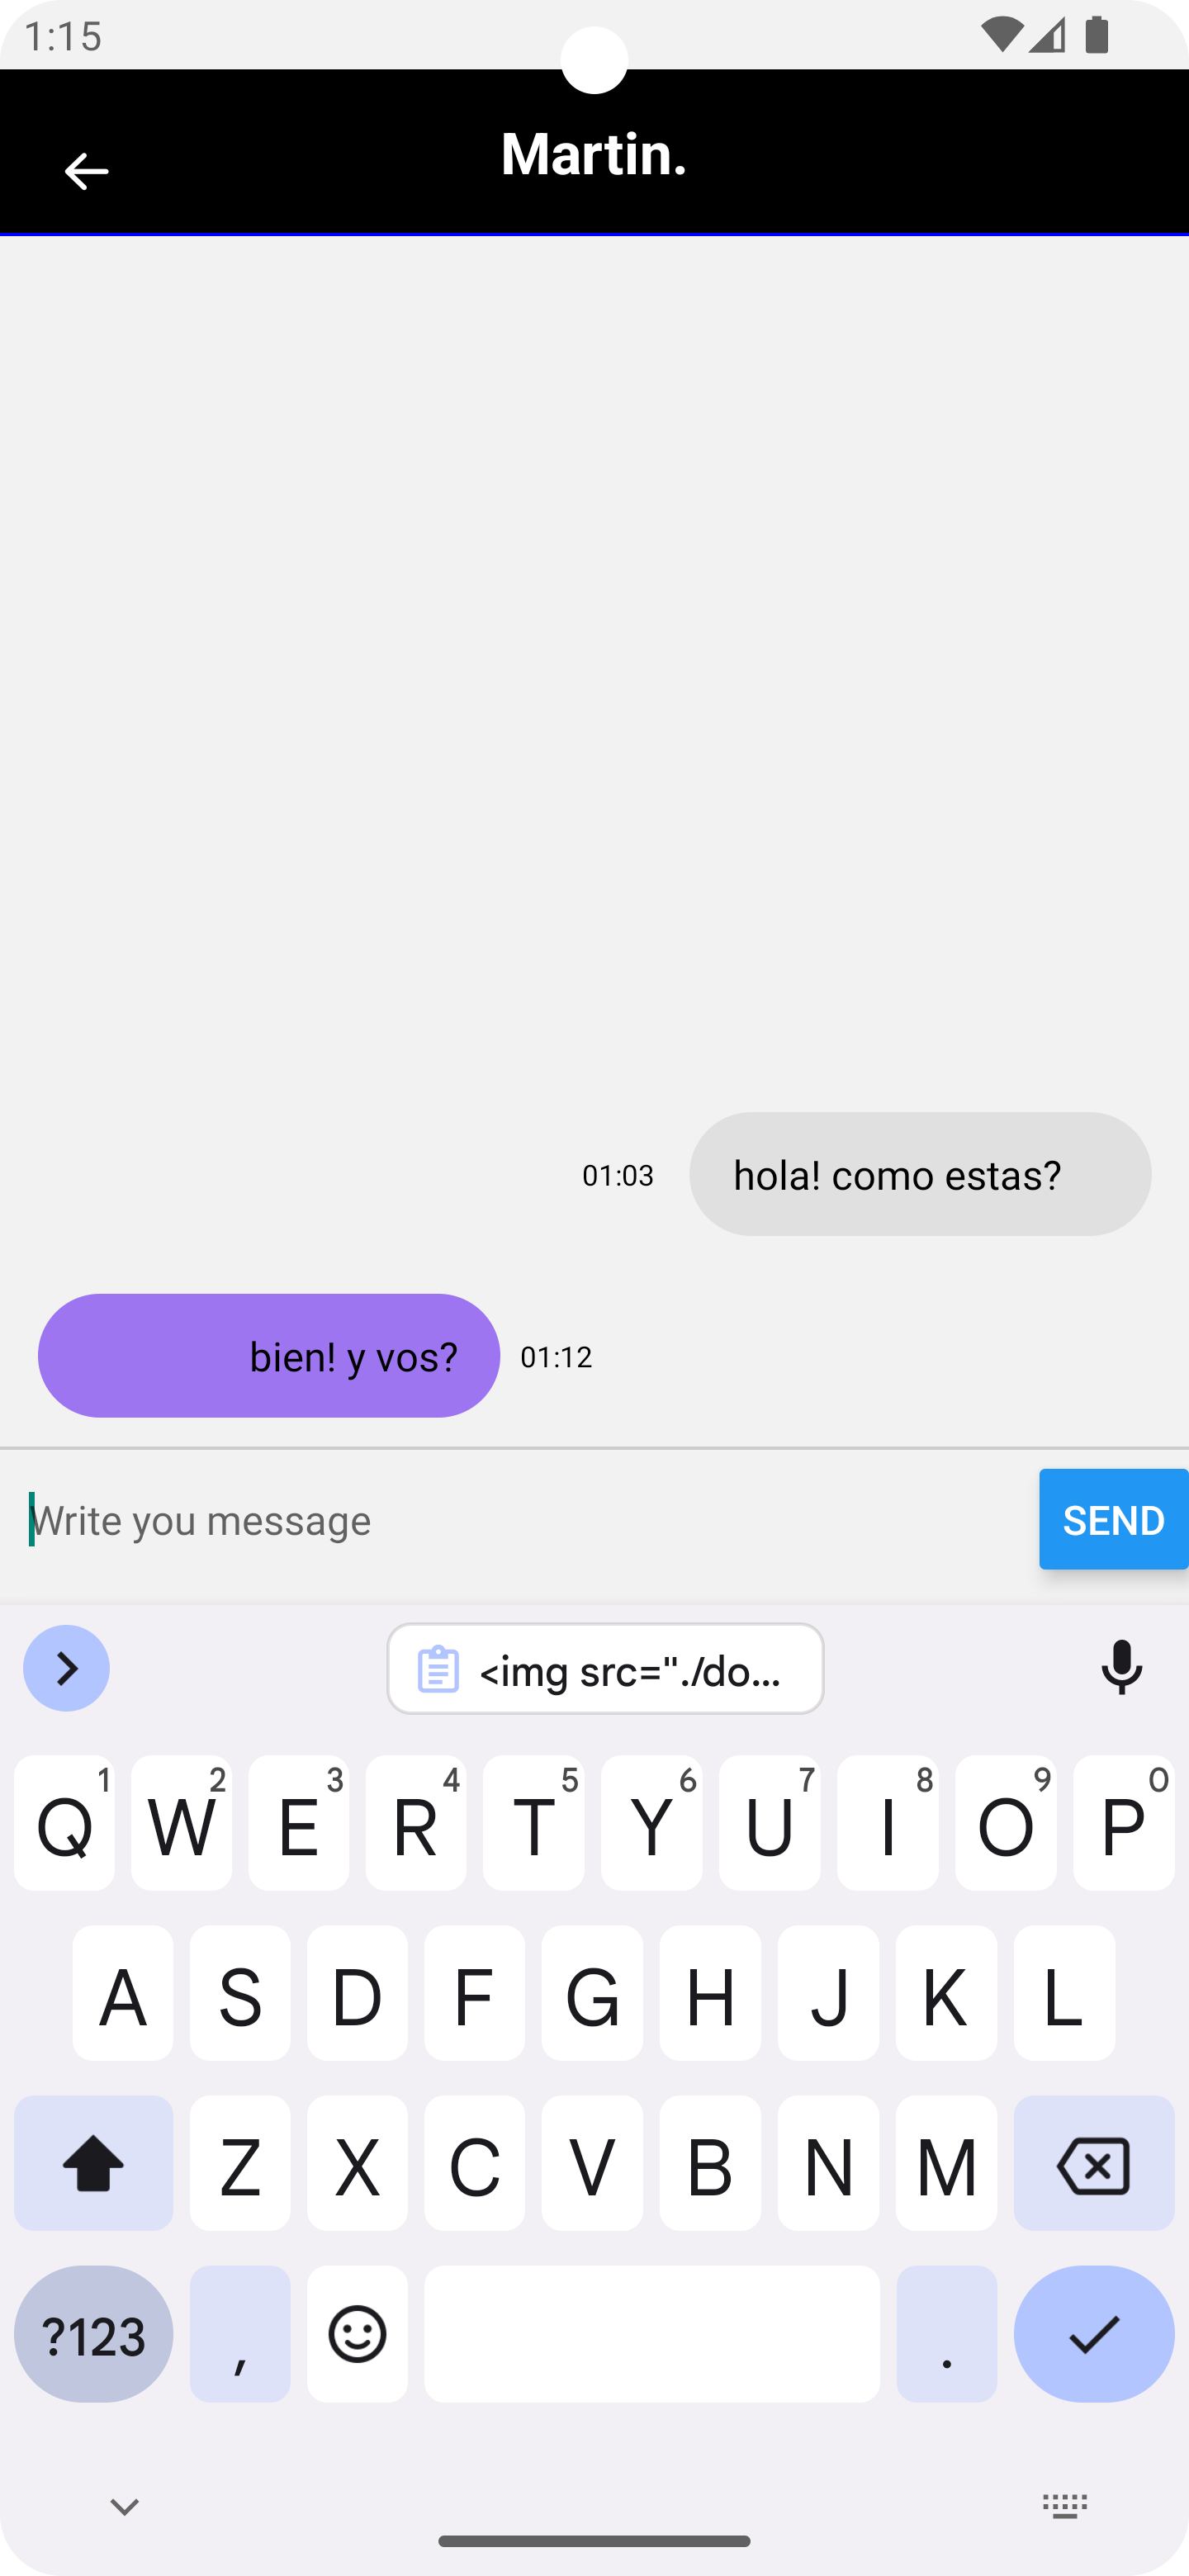 1:15
Martin.
01:03 hola! como estas?
bien! y vos? 01:12
Write you message SEND
<img src="./do...
Q1 W2 E3 R4 T5 Y6 U7 I8 O9 P0
A S D F G H J K L
Z X C V B N M
?123 , .